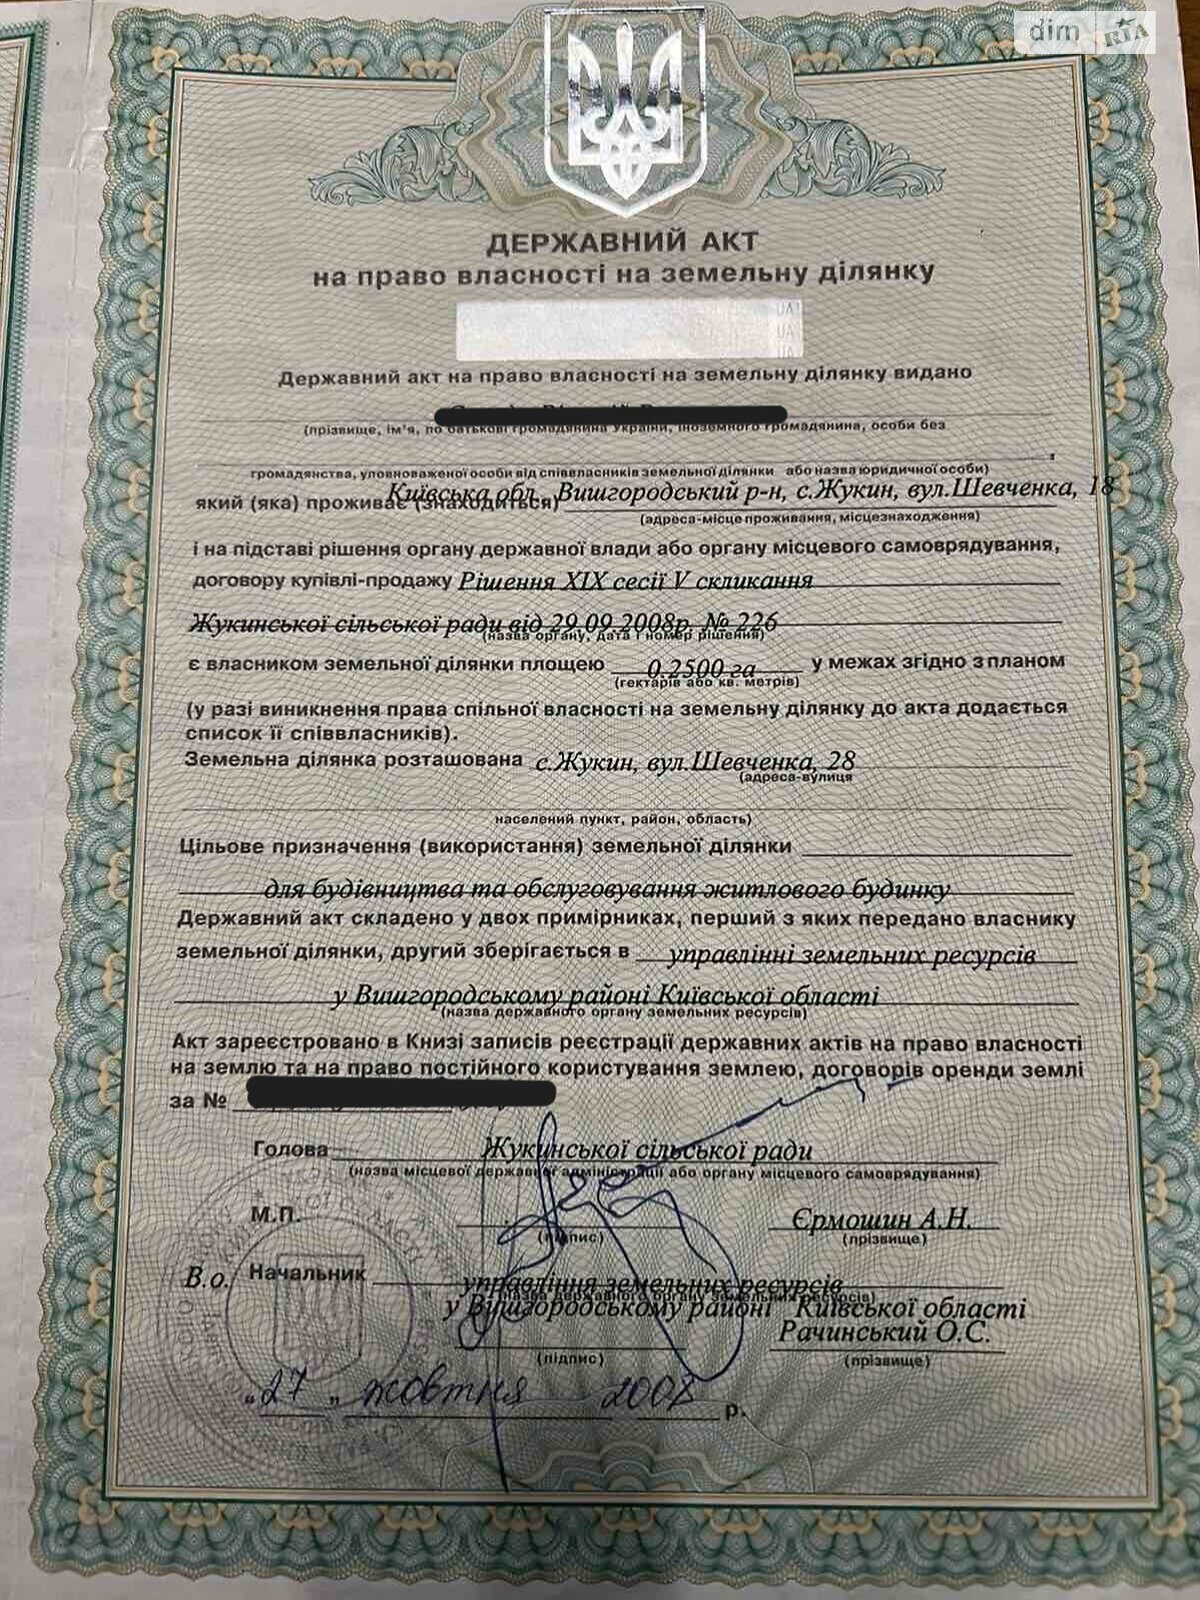 dim RIA
ДЕРЖАВНИЙ АКТ
на право власності на земельну ділянку
UA1
UA
UA
Державний акт на право власності на земельну ділянку видано
(прізвище, ім'я, по батькові громадянина України, іноземного громадянина, особи без
громадянства, уповноваженої особи від співвласників земельної ділянки або назва юридичної особи)
який (яка) проживає (знаходиться) Київська обл., Вишгородський р-н, с.Жукин, вул.Шевченка, 18
(адреса-місце проживання, місцезнаходження)
і на підставі рішення органу державної влади або органу місцевого самоврядування,
договору купівлі-продажу Рішення XIX сесії V скликання
Жукинської сільської ради від 29.09.2008р. № 226
(назва органу, дата і номер рішення)
є власником земельної ділянки площею 0.2500 га у межах згідно з планом
(гектарів або кв. метрів)
(у разі виникнення права спільної власності на земельну ділянку до акта додається
список її співвласників).
Земельна ділянка розташована с.Жукин, вул.Шевченка, 28
(адреса-вулиця
населений пункт, район, область)
Цільове призначення (використання) земельної ділянки
для будівництва та обслуговування житлового будинку
Державний акт складено у двох примірниках, перший з яких передано власнику
земельної ділянки, другий зберігається в управлінні земельних ресурсів
у Вишгородському районі Київської області
(назва державного органу земельних ресурсів)
Акт зареєстровано в Книзі записів реєстрації державних актів на право власності
на землю та на право постійного користування землею, договорів оренди землі
за №
Голова Жукинської сільської ради
(назва місцевої державної адміністрації або органу місцевого самоврядування)
М.П.
Єрмошин А.Н.
(підпис) (прізвище)
В.о. Начальник управління земельних ресурсів
(назва державного органу земельних ресурсів)
у Вишгородському районі Київської області
Рачинський О.С.
(підпис) (прізвище)
"27" жовтня 2008 р.